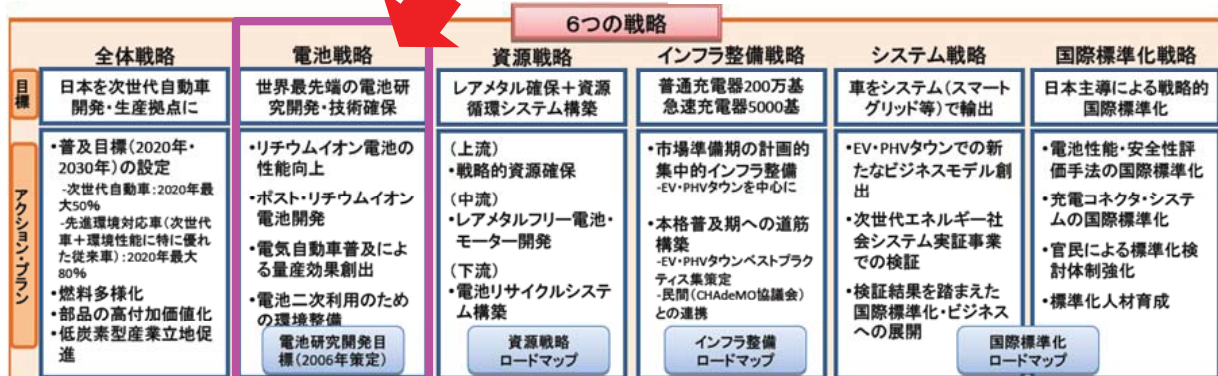 6つの戦略
全体戦略
電池戦略
資源戦略
インフラ整備戦略
システム戦略
国際標準化戦略
目標
日本を次世代自動車
開発・生産拠点に
世界最先端の電池研
究開発・技術確保
レアメタル確保+資源
循環システム構築
普通充電器200万基
急速充電器5000基
車をシステム(スマート
グリッド等)で輸出
日本主導による戦略的
国際標準化
アクション・プラン
・普及目標(2020年・
2030年)の設定
-次世代自動車:2020年最
大50%
-先進環境対応車(次世代
車+環境性能に特に優れ
た従来車):2020年最大
80%
・燃料多様化
・部品の高付加価値化
・低炭素型産業立地促
進
・リチウムイオン電池の
性能向上
・ポスト・リチウムイオン
電池開発
・電気自動車普及によ
る量産効果創出
・電池二次利用のため
の環境整備
電池研究開発目
標(2006年策定)
(上流)
・戦略的資源確保
(中流)
・レアメタルフリー電池・
モーター開発
(下流)
・電池リサイクルシステ
ム構築
資源戦略
ロードマップ
・市場準備期の計画的
集中的インフラ整備
-EV・PHVタウンを中心に
・本格普及期への道筋
構築
-EV・PHVタウンベストプラク
ティス集策定
-民間(CHAdeMO協議会)
との連携
インフラ整備
ロードマップ
・EV・PHVタウンでの新
たなビジネスモデル創
出
・次世代エネルギー社
会システム実証事業
での検証
・検証結果を踏まえた
国際標準化・ビジネス
への展開
・電池性能・安全性評
価手法の国際標準化
・充電コネクタ・システ
ムの国際標準化
・官民による標準化検
討体制強化
・標準化人材育成
国際標準化
ロードマップ